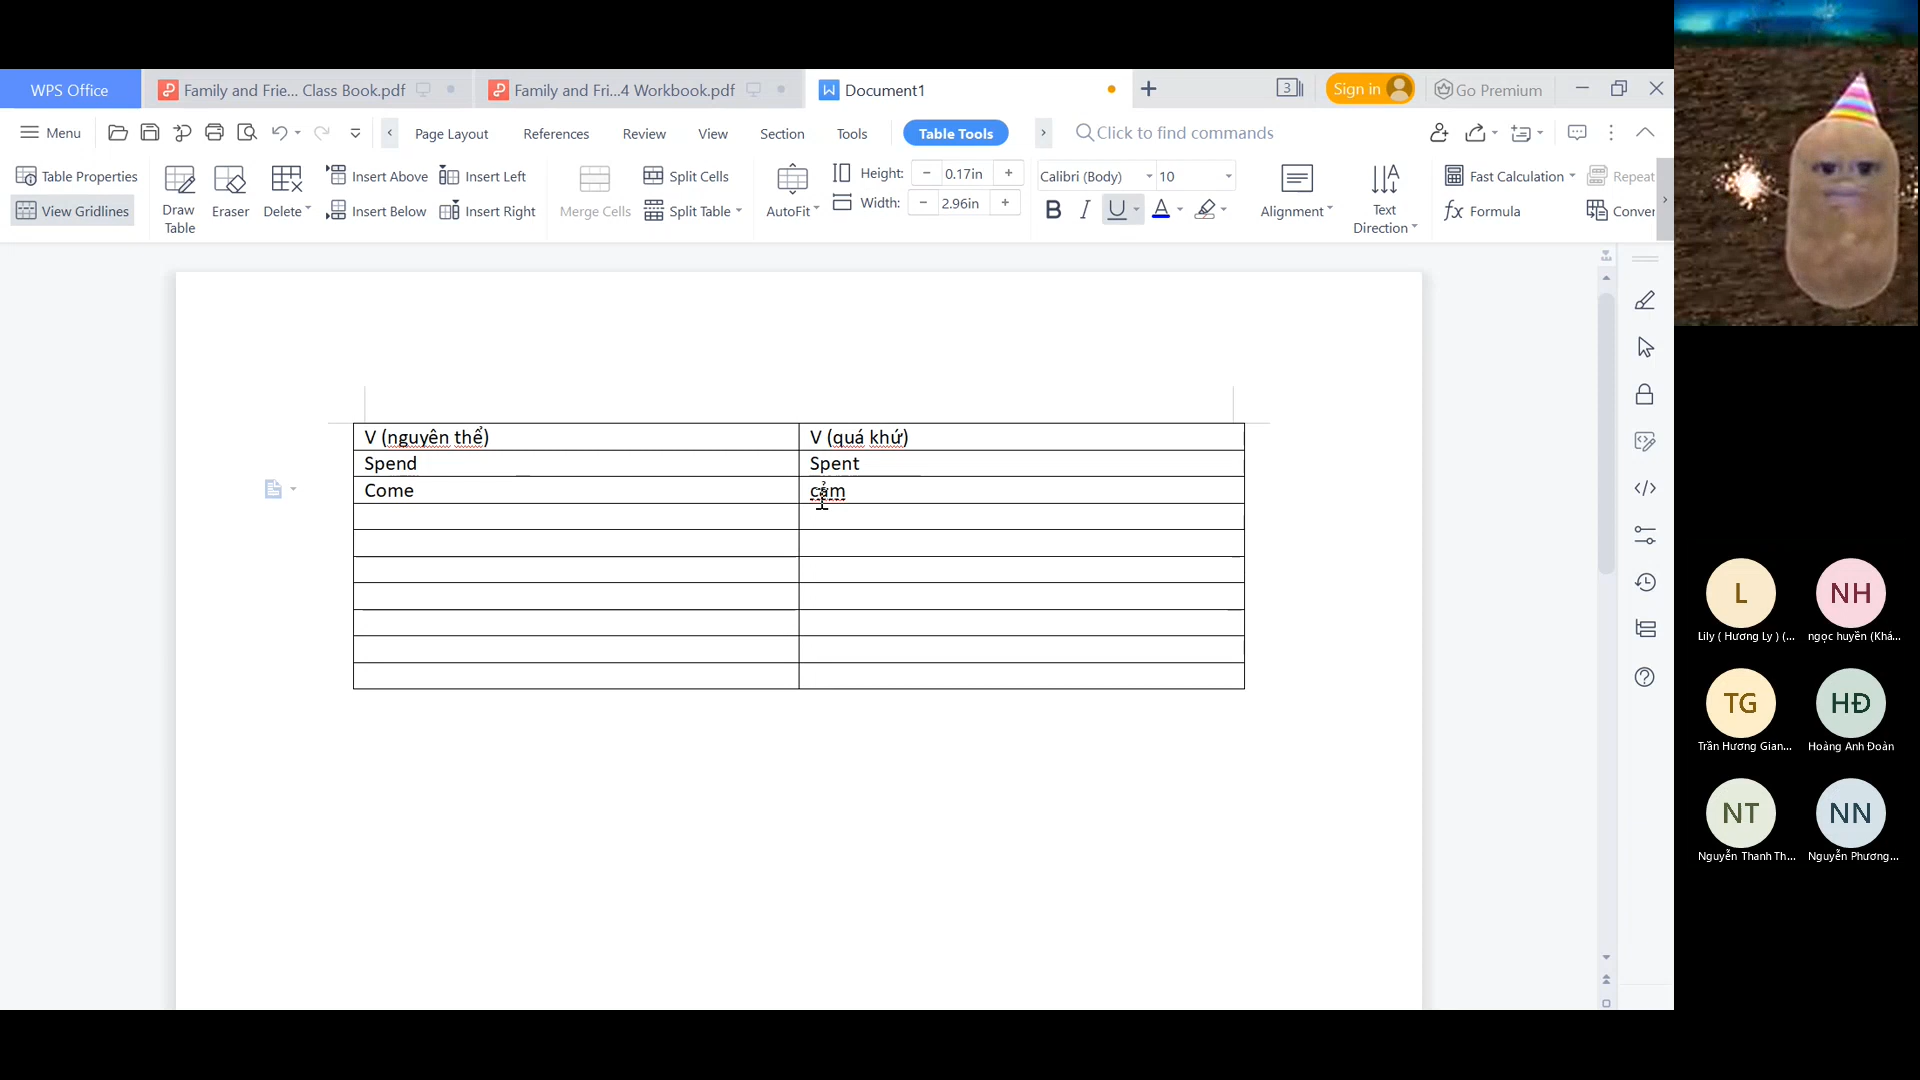 WPS Office
Family and Frie... Class Book.pdf
Family and Fri...4 Workbook.pdf
Document1
3
Sign in
Go Premium
Menu
Page Layout
References
Review
View
Section
Tools
Table Tools
Click to find commands
Table Properties
Insert Above
Insert Left
Split Cells
Height:
0.17in
Calibri (Body)
10
Fast Calculation
Repeat
View Gridlines
Draw Table
Eraser
Delete
Insert Below
Insert Right
Merge Cells
Split Table
AutoFit
Width:
2.96in
B I U A
Alignment
Text Direction
fx Formula
Conver
V (nguyên thể)
V (quá khứ)
Spend
Spent
Come
L
NH
Lily ( Hương Ly ) (...
ngọc huyền (Khá...
TG
HĐ
Trần Hương Gian...
Hoàng Anh Đoàn
NT
NN
Nguyễn Thanh Th...
Nguyễn Phương...